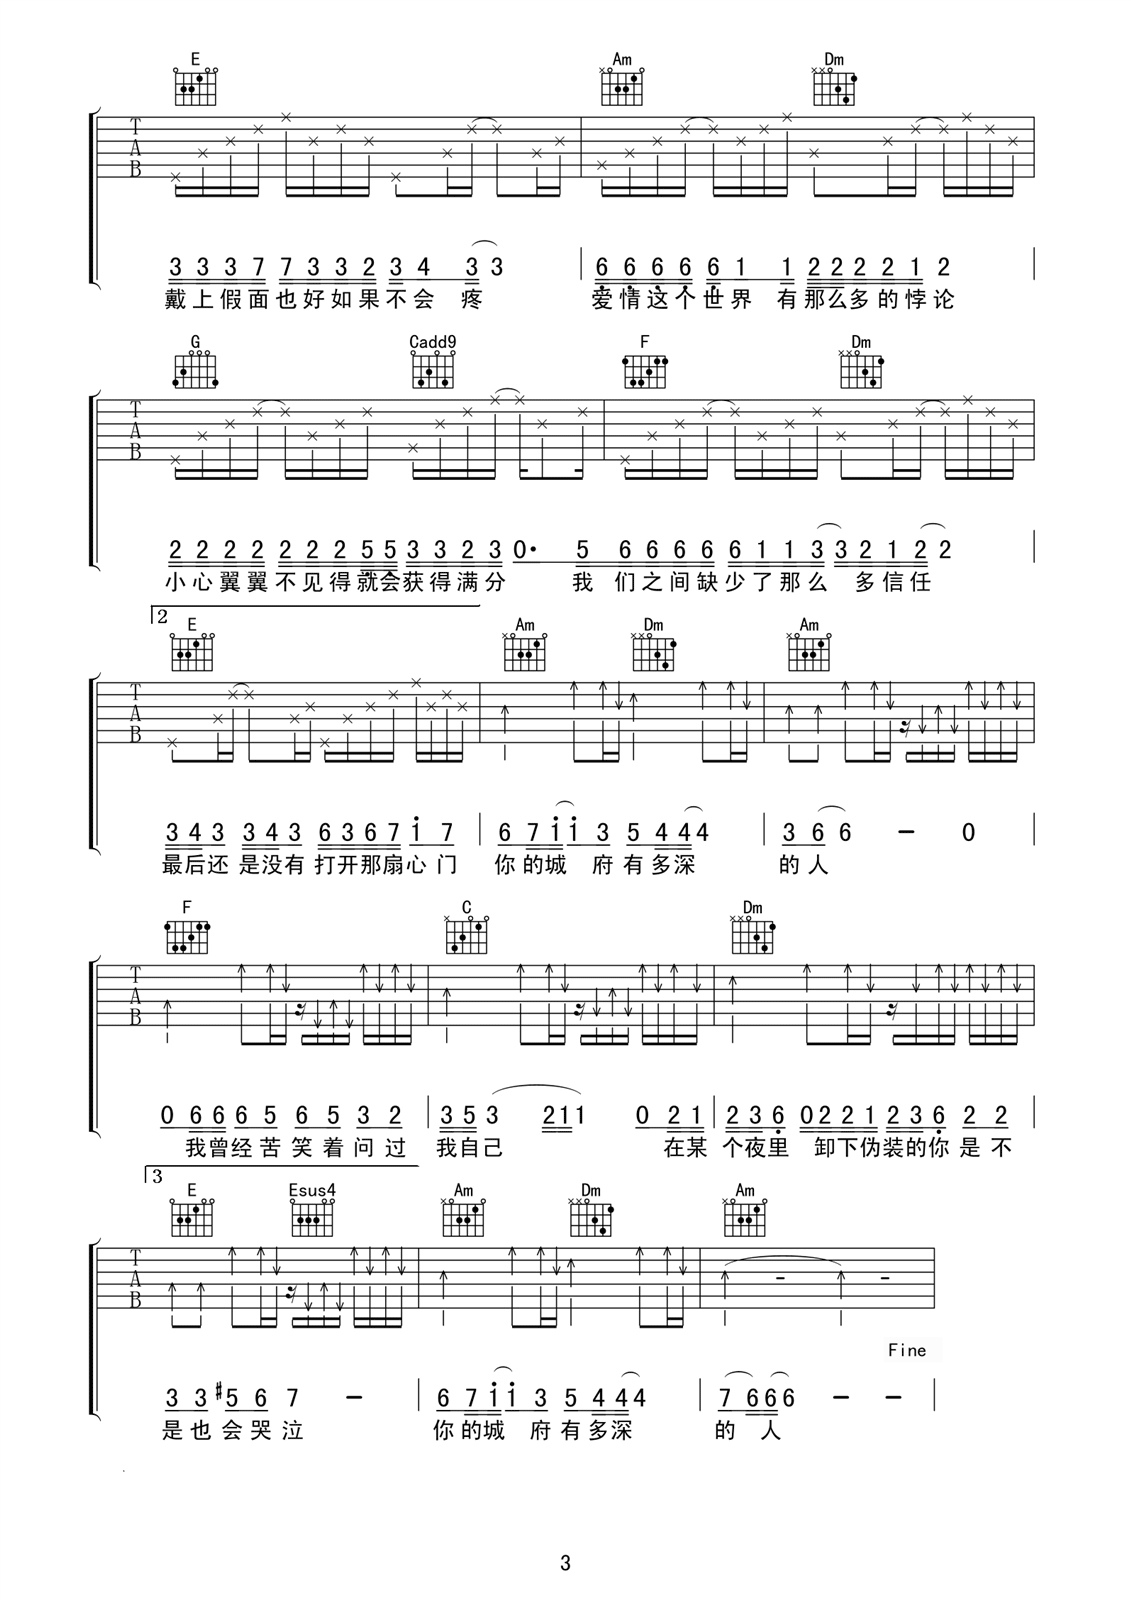 E Am Dm
T
A
B
3 3 3 7 7 3 3 2 3 4 3 3 6 6 6 6 6 1 1 2 2 2 2 1 2
戴上假面也好如果不会 疼 爱情这个世界 有那么多的悖论
G Cadd9 F Dm
T
A
B
2 2 2 2 2 2 2 5 5 3 3 2 3 0· 5 6 6 6 6 6 1 1 3 3 2 1 2 2
小心翼翼不见得就会获得满分 我 们之间缺少了那么 多信任
2
E Am Dm Am
T
A
B
3 4 3 3 4 3 6 3 6 7 i 7 6 7 i i 3 5 4 4 4 3 6 6 – 0
最后还 是没有 打开那扇心门 你的城 府有多深 的人
F C Dm
T
A
B
0 6 6 6 5 6 5 3 2 3 5 3 2 1 1 1 0 2 1 2 3 6 0 2 2 1 2 3 6 2 2
我曾经苦笑着问过 我自己 在某 个夜里 卸下伪装的你是不
3
E Esus4 Am Dm Am
T
A
B
Fine
3 3 #5 6 7 – 6 7 i i 3 5 4 4 4 7 6 6 6 – –
是也会哭泣 你的城 府有多深 的 人
3